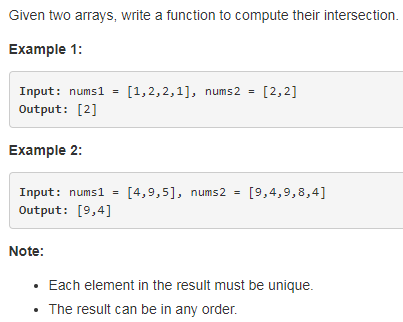 Given two arrays, write a function to compute their intersection.
Example 1:
Input: nums1 = [1,2,2,1], nums2 = [2,2]
Output: [2]
Example 2:
Input: nums1 = [4,9,5], nums2 = [9,4,9,8,4]
Output: [9,4]
Note:
• Each element in the result must be unique.
• The result can be in any order.